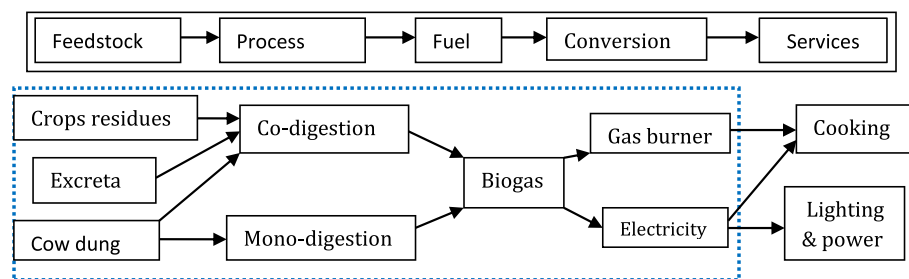 Feedstock
Process
Fuel
Conversion
Services
Crops residues
Co-digestion
Gas burner
Cooking
Excreta
Biogas
Cow dung
Mono-digestion
Electricity
Lighting
& power